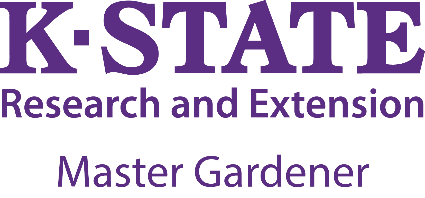 K-STATE
Research and Extension
Master Gardener